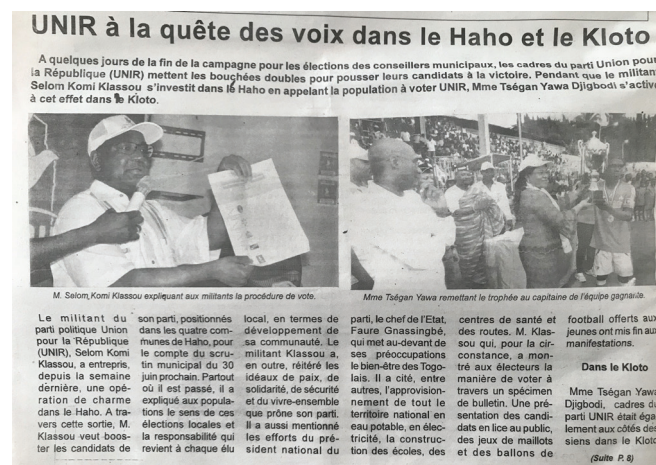 UNIR à la quête des voix dans le Haho et le Kloto
A quelques jours de la fin de la campagne pour les élections des conseillers municipaux, les cadres du parti Union pour
la République (UNIR) mettent les bouchées doubles pour pousser leurs candidats à la victoire. Pendant que le militant
Selom Komi Klassou s'investit dans le Haho en appelant la population à voter UNIR, Mme Tségan Yawa Djigbodi s'active
à cet effet dans le Kloto.
M. Selom Komi Klassou expliquant aux militants la procédure de vote.
Mme Tségan Yawa remettant le trophée au capitaine de l'équipe gagnante.
Le militant du
parti politique Union
pour la République
(UNIR), Selom Komi
Klassou, a entrepris,
depuis la semaine
dernière, une opé-
ration de charme
dans le Haho. A tra-
vers cette sortie, M.
Klassou veut boos-
ter les candidats de
son parti, positionnés
dans les quatre com-
munes de Haho, pour
le compte du scru-
tin municipal du 30
juin prochain. Partout
où il est passé, il a
expliqué aux popula-
tions le sens de ces
élections locales et
la responsabilité qui
revient à chaque élu
local, en termes de
développement de
sa communauté. Le
militant Klassou a,
en outre, réitéré les
idéaux de paix, de
solidarité, de sécurité
et du vivre-ensemble
que prône son parti.
Il a aussi mentionné
les efforts du pré-
sident national du
parti, le chef de l'Etat,
Faure Gnassingbé,
qui met au-devant de
ses préoccupations
le bien-être des Togo-
lais. Il a cité, entre
autres, l'approvision-
nement de tout le
territoire national en
eau potable, en élec-
tricité, la construc-
tion des écoles, des
centres de santé et
des routes. M. Klas-
sou qui, pour la cir-
constance, a mon-
tré aux électeurs la
manière de voter à
travers un spécimen
de bulletin. Une pré-
sentation des candi-
dats en lice au public,
des jeux de maillots
et des ballons de
football offerts aux
jeunes ont mis fin aux
manifestations.
Dans le Kloto
Mme Tségan Yawa
Djigbodi, cadres du
parti UNIR était éga-
lement aux côtés des
siens dans le Kloto
(Suite P. 8)